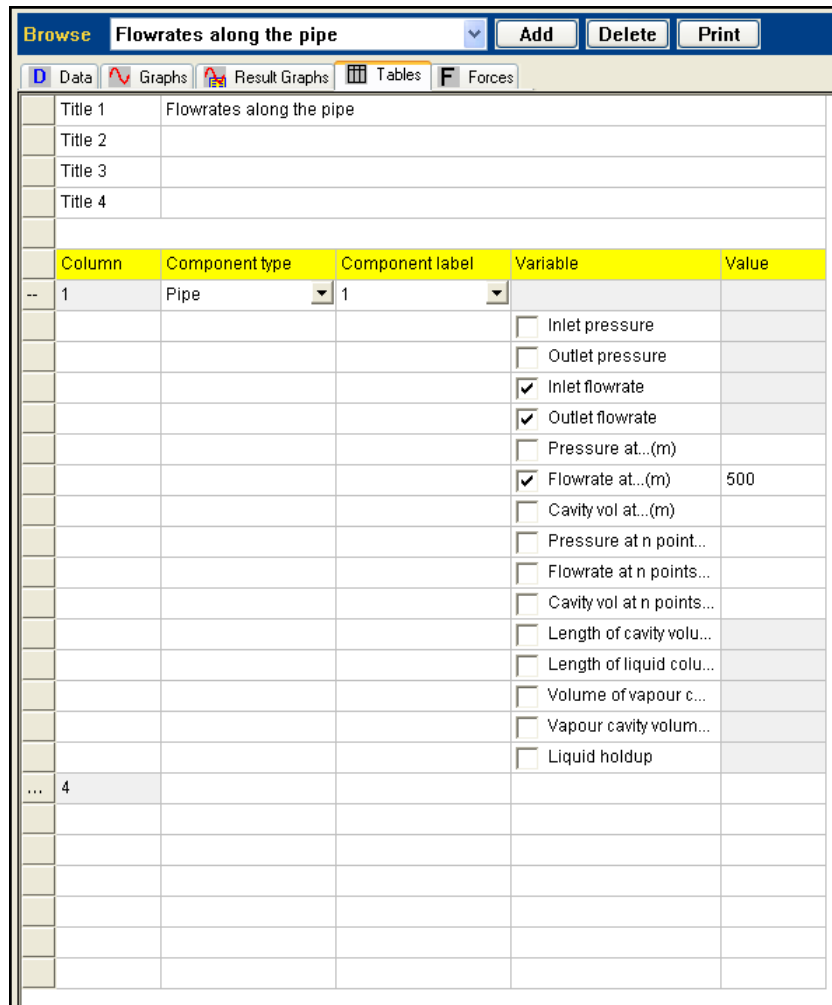 Browse Flowrates along the pipe Add Delete Print
D Data Graphs Result Graphs Tables F Forces
Title 1 Flowrates along the pipe
Title 2
Title 3
Title 4
Column Component type Component label Variable Value
-- 1 Pipe 1
Inlet pressure
Outlet pressure
Inlet flowrate
Outlet flowrate
Pressure at...(m)
Flowrate at...(m) 500
Cavity vol at...(m)
Pressure at n point...
Flowrate at n points...
Cavity vol at n points...
Length of cavity volu...
Length of liquid colu...
Volume of vapour c...
Vapour cavity volum...
Liquid holdup
... 4